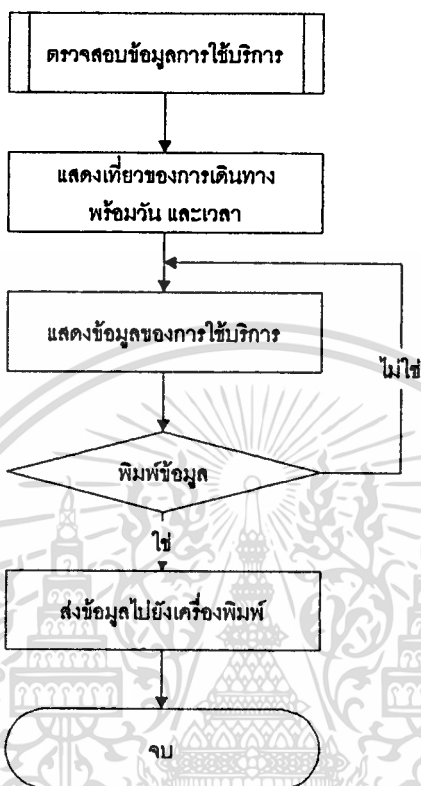 ตรวจสอบข้อมูลการใช้บริการ
แสดงเที่ยวของการเดินทาง
พร้อมวัน และเวลา
แสดงข้อมูลของการใช้บริการ
ไม่ใช่
พิมพ์ข้อมูล
ใช่
ส่งข้อมูลไปยังเครื่องพิมพ์
จบ